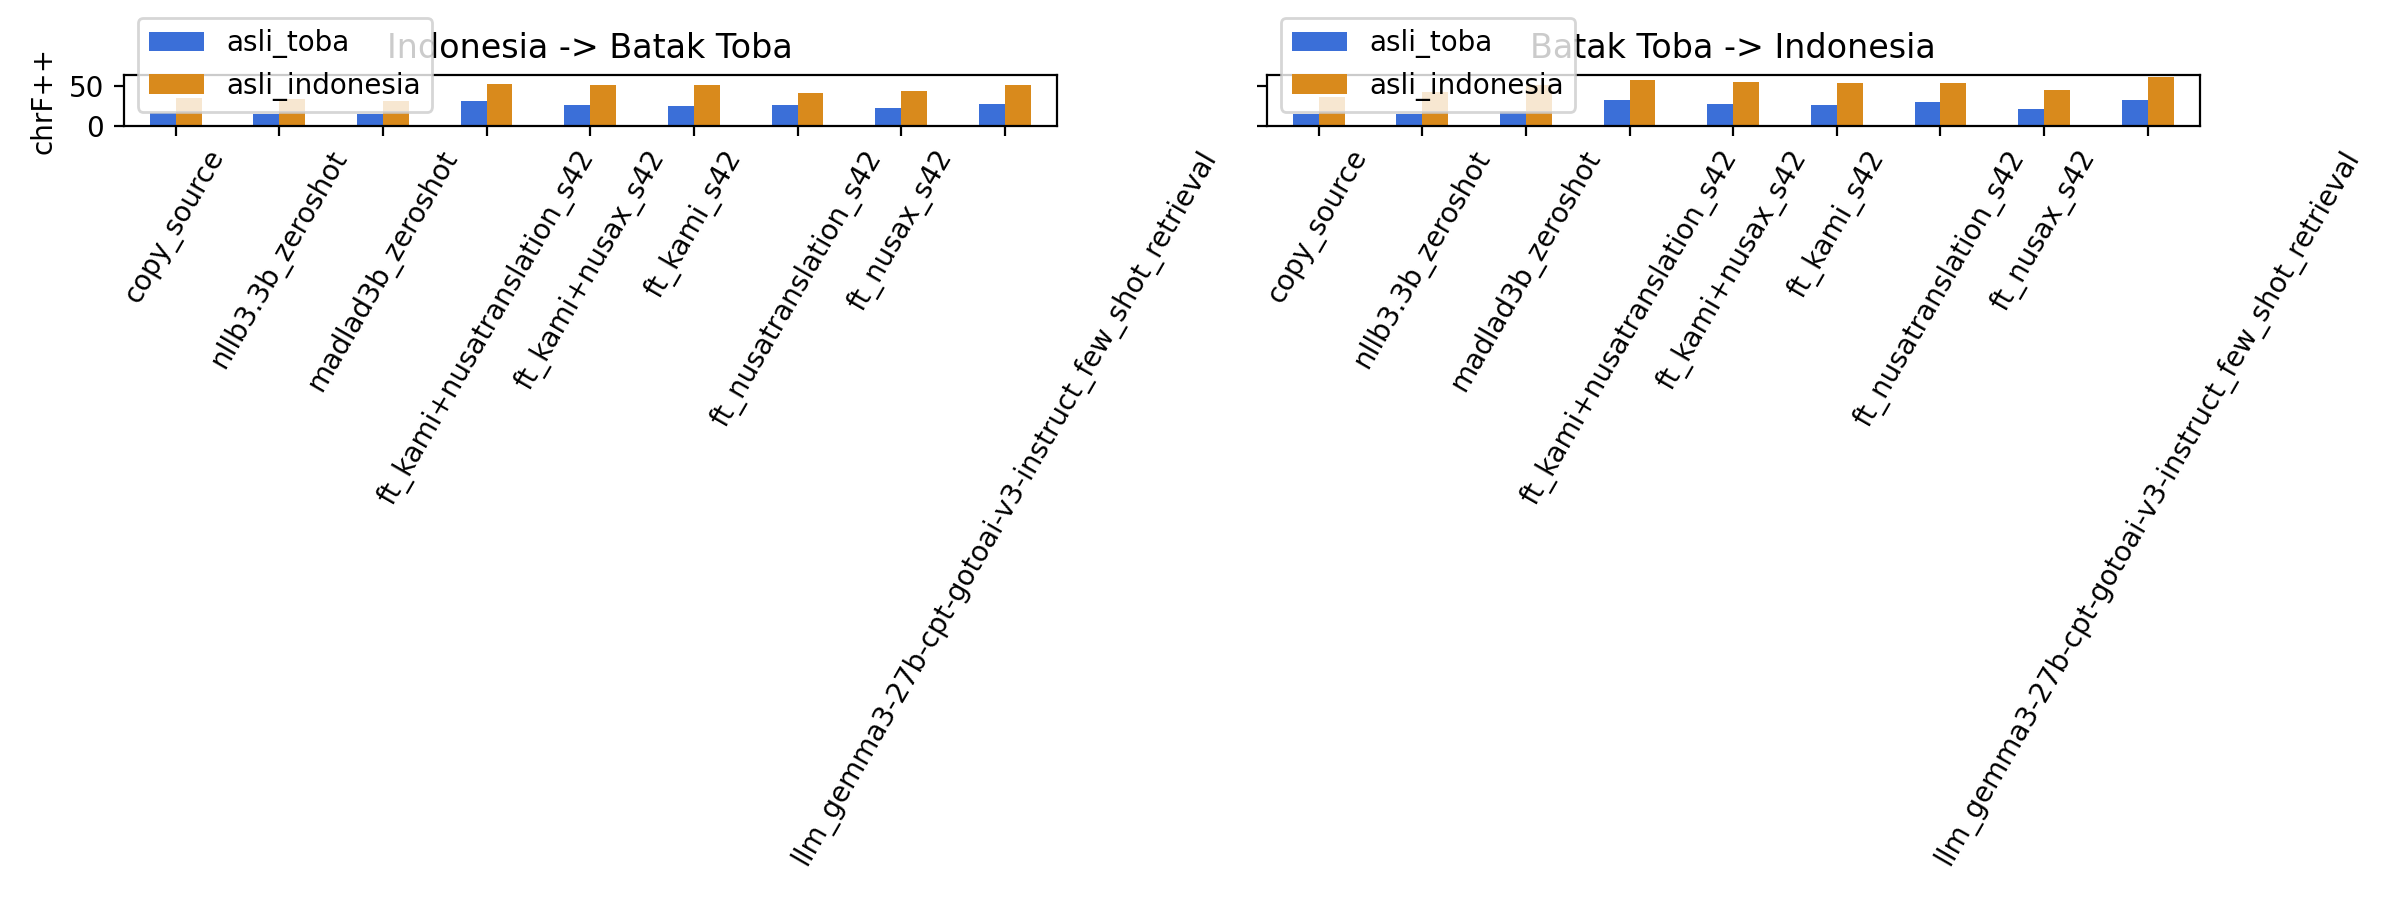 Indonesia -> Batak Toba
asli_toba
asli_indonesia
chrF++
50
0
copy_source
nllb3.3b_zeroshot
madlad3b_zeroshot
ft_kami+nusatranslation_s42
ft_kami+nusax_s42
ft_kami_s42
ft_nusatranslation_s42
ft_nusax_s42
llm_gemma3-27b-cpt-gotoai-v3-instruct_few_shot_retrieval
Batak Toba -> Indonesia
asli_toba
asli_indonesia
copy_source
nllb3.3b_zeroshot
madlad3b_zeroshot
ft_kami+nusatranslation_s42
ft_kami+nusax_s42
ft_kami_s42
ft_nusatranslation_s42
ft_nusax_s42
llm_gemma3-27b-cpt-gotoai-v3-instruct_few_shot_retrieval